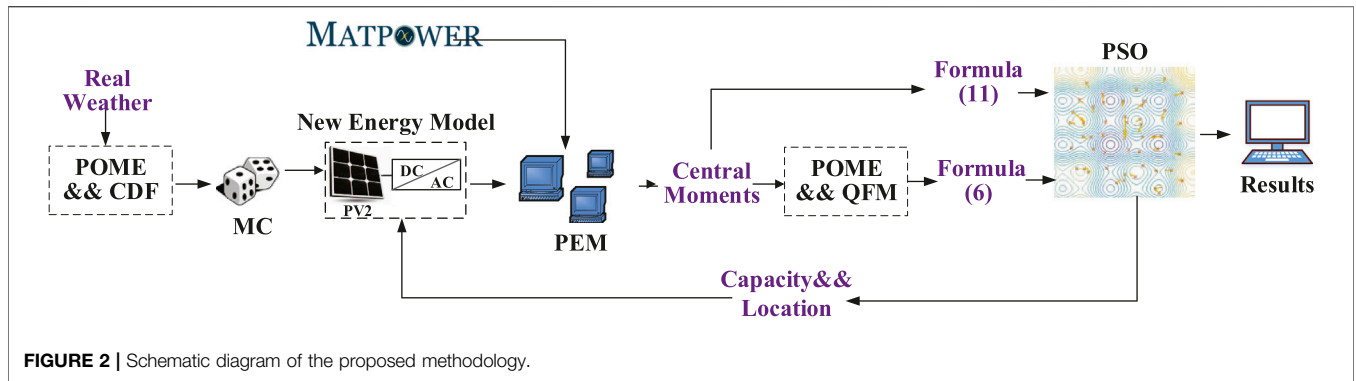 MATPOWER
Real
Weather
POME
&& CDF
MC
New Energy Model
DC
AC
PV2
PEM
Central
Moments
POME
&& QFM
Formula
(11)
Formula
(6)
PSO
Results
Capacity&&
Location
FIGURE 2 | Schematic diagram of the proposed methodology.